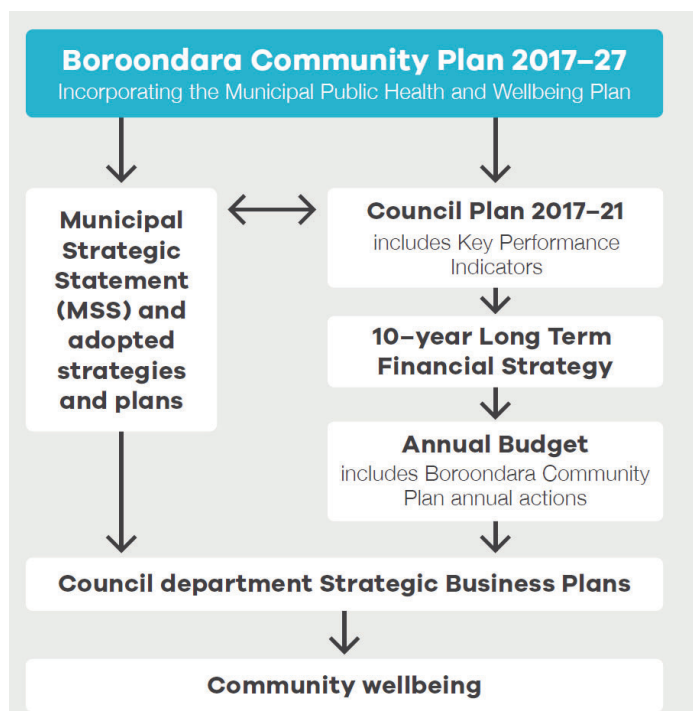 Boroondara Community Plan 2017–27
Incorporating the Municipal Public Health and Wellbeing Plan
Municipal
Strategic
Statement
(MSS) and
adopted
strategies
and plans
Council Plan 2017–21
includes Key Performance
Indicators
10–year Long Term
Financial Strategy
Annual Budget
includes Boroondara Community
Plan annual actions
Council department Strategic Business Plans
Community wellbeing